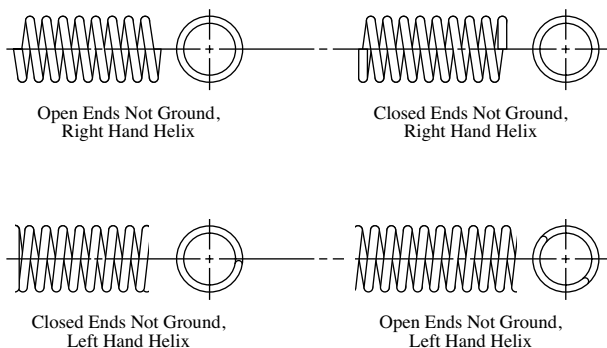 Open Ends Not Ground,
Right Hand Helix
Closed Ends Not Ground,
Right Hand Helix
Closed Ends Not Ground,
Left Hand Helix
Open Ends Not Ground,
Left Hand Helix